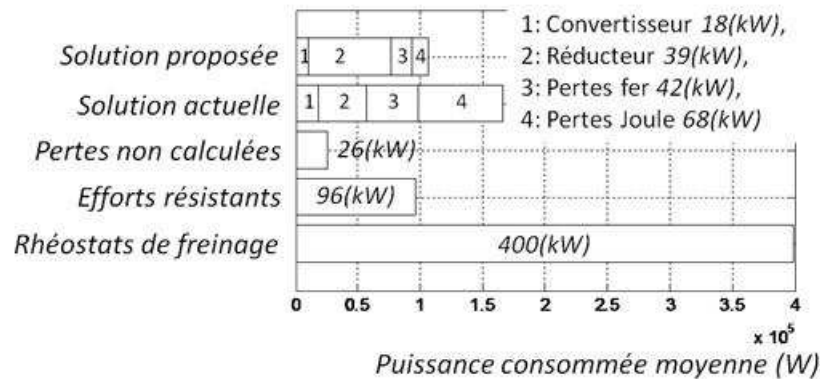 1: Convertisseur 18(kW),
2: Réducteur 39(kW),
3: Pertes fer 42(kW),
4: Pertes Joule 68(kW)
Solution proposée
1 2 3 4
Solution actuelle
1 2 3 4
Pertes non calculées
26(kW)
Efforts résistants
96(kW)
Rhéostats de freinage
400(kW)
0 0.5 1 1.5 2 2.5 3 3.5 4
x 10^5
Puissance consommée moyenne (W)